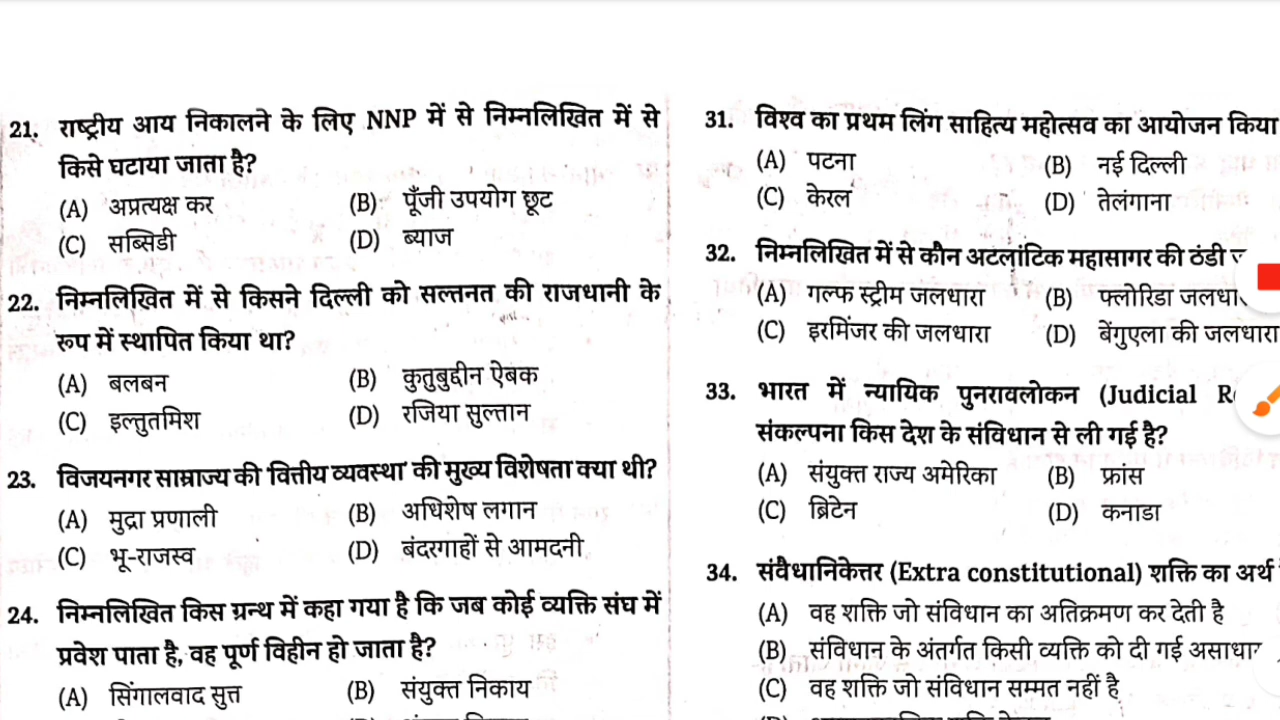 21. राष्ट्रीय आय निकालने के लिए NNP में से निम्नलिखित में से
किसे घटाया जाता है?
(A) अप्रत्यक्ष कर (B) पूँजी उपयोग छूट
(C) सब्सिडी (D) ब्याज
22. निम्नलिखित में से किसने दिल्ली को सल्तनत की राजधानी के
रूप में स्थापित किया था?
(A) बलबन (B) कुतुबुद्दीन ऐबक
(C) इल्तुतमिश (D) रजिया सुल्तान
23. विजयनगर साम्राज्य की वित्तीय व्यवस्था की मुख्य विशेषता क्या थी?
(A) मुद्रा प्रणाली (B) अधिशेष लगान
(C) भू-राजस्व (D) बंदरगाहों से आमदनी
24. निम्नलिखित किस ग्रन्थ में कहा गया है कि जब कोई व्यक्ति संघ में
प्रवेश पाता है, वह पूर्ण विहीन हो जाता है?
(A) सिंगालवाद सुत्त (B) संयुक्त निकाय
31. विश्व का प्रथम लिंग साहित्य महोत्सव का आयोजन किया
(A) पटना (B) नई दिल्ली
(C) केरल (D) तेलंगाना
32. निम्नलिखित में से कौन अटलांटिक महासागर की ठंडी
(A) गल्फ स्ट्रीम जलधारा (B) फ्लोरिडा
(C) इरमिंजर की जलधारा (D) बेंगुएला की जलधारा
33. भारत में न्यायिक पुनरावलोकन (Judicial
संकल्पना किस देश के संविधान से ली गई है?
(A) संयुक्त राज्य अमेरिका (B) फ्रांस
(C) ब्रिटेन (D) कनाडा
34. संवैधानिकेत्तर (Extra constitutional) शक्ति का अर्थ
(A) वह शक्ति जो संविधान का अतिक्रमण कर देती है
(B) संविधान के अंतर्गत किसी व्यक्ति को दी गई
(C) वह शक्ति जो संविधान सम्मत नहीं है